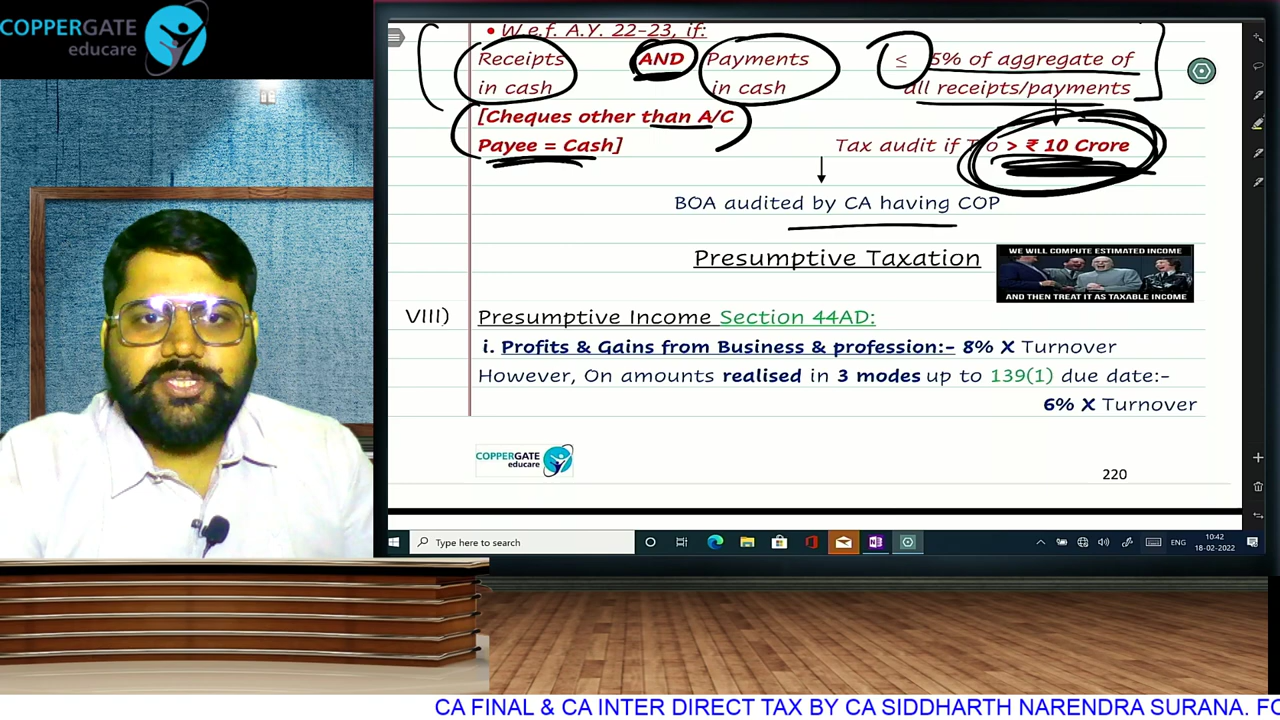 COPPERGATE
educare
• W.e.f. A.Y. 22-23, if:
Receipts AND Payments ≤ 5% of aggregate of
in cash in cash all receipts/payments
[Cheques other than A/C
Payee = Cash]
Tax audit if T/o > ₹ 10 Crore
BOA audited by CA having COP
Presumptive Taxation
WE WILL COMPUTE ESTIMATED INCOME
AND THEN TREAT IT AS TAXABLE INCOME
VIII) Presumptive Income Section 44AD:
i. Profits & Gains from Business & profession:- 8% X Turnover
However, On amounts realised in 3 modes up to 139(1) due date:-
6% X Turnover
COPPERGATE
educare
220
Type here to search
ENG
10:42
18-02-2022
CA FINAL & CA INTER DIRECT TAX BY CA SIDDHARTH NARENDRA SURANA. FO